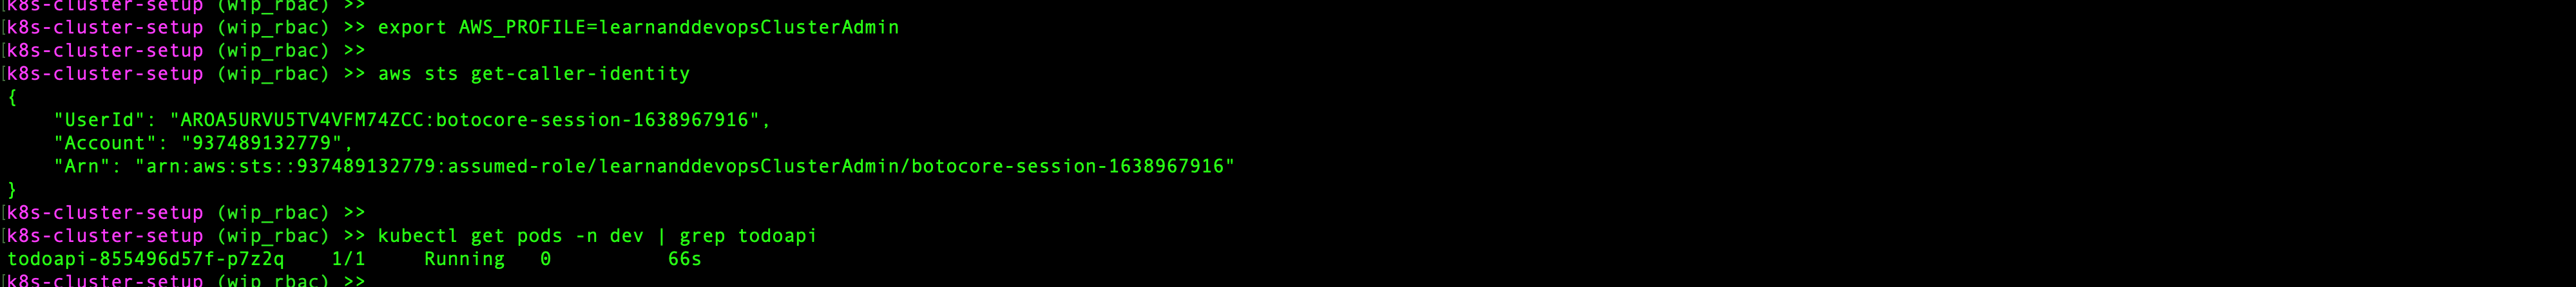 k8s-cluster-setup (wip_rbac) >>
[k8s-cluster-setup (wip_rbac) >> export AWS_PROFILE=learnanddevopsClusterAdmin
[k8s-cluster-setup (wip_rbac) >>
[k8s-cluster-setup (wip_rbac) >> aws sts get-caller-identity
{
    "UserId": "AROA5URVU5TV4VFM74ZCC:botocore-session-1638967916",
    "Account": "937489132779",
    "Arn": "arn:aws:sts::937489132779:assumed-role/learnanddevopsClusterAdmin/botocore-session-1638967916"
}
[k8s-cluster-setup (wip_rbac) >>
[k8s-cluster-setup (wip_rbac) >> kubectl get pods -n dev | grep todoapi
todoapi-855496d57f-p7z2q    1/1     Running   0          66s
[k8s-cluster-setup (wip_rbac) >>